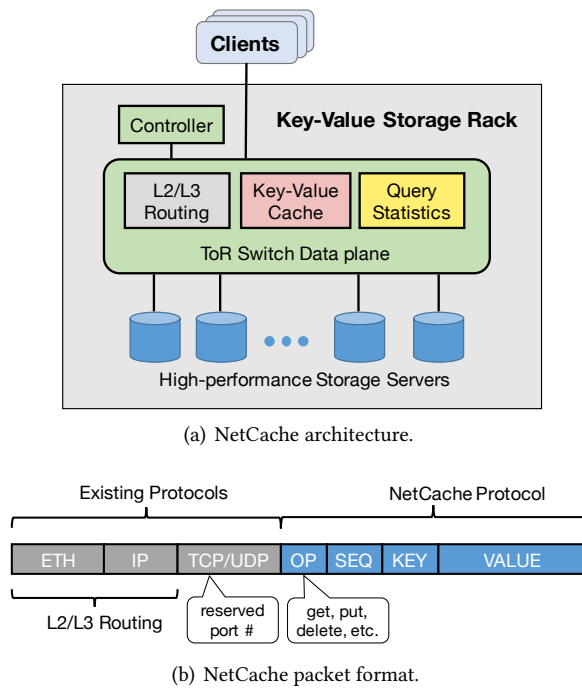 Clients
Key-Value Storage Rack
Controller
L2/L3
Routing
Key-Value
Cache
Query
Statistics
ToR Switch Data plane
High-performance Storage Servers
(a) NetCache architecture.
Existing Protocols
NetCache Protocol
ETH IP TCP/UDP OP SEQ KEY VALUE
L2/L3 Routing
reserved
port #
get, put,
delete, etc.
(b) NetCache packet format.